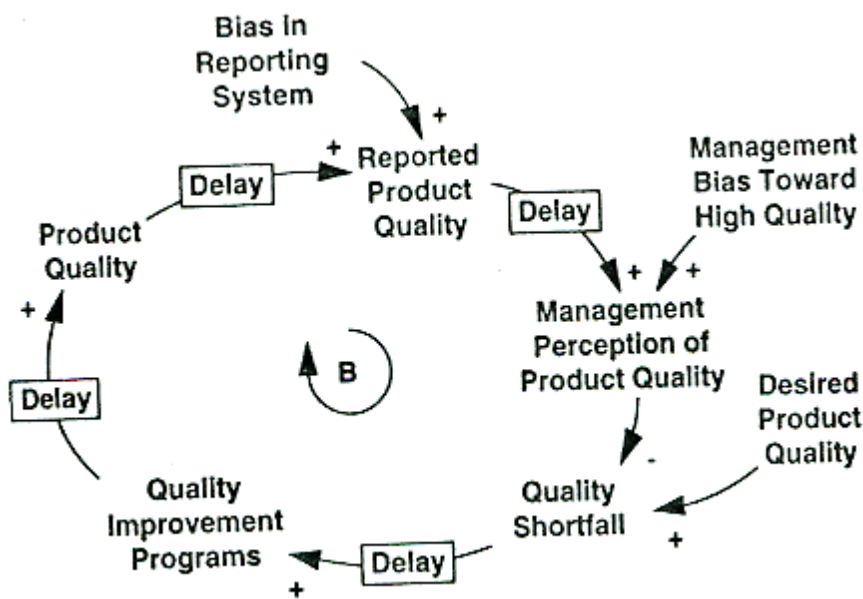 Bias in
Reporting
System
+
+
Reported
Product
Quality
Delay
Management
Bias Toward
High Quality
Delay
Product
Quality
+
+
+
Management
Perception of
Product Quality
B
Delay
Desired
Product
Quality
-
Quality
Shortfall
+
Quality
Improvement
Programs
Delay
+